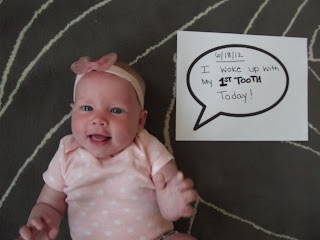 6/18/12
I woke up with
My 1ST TOOTH
Today!